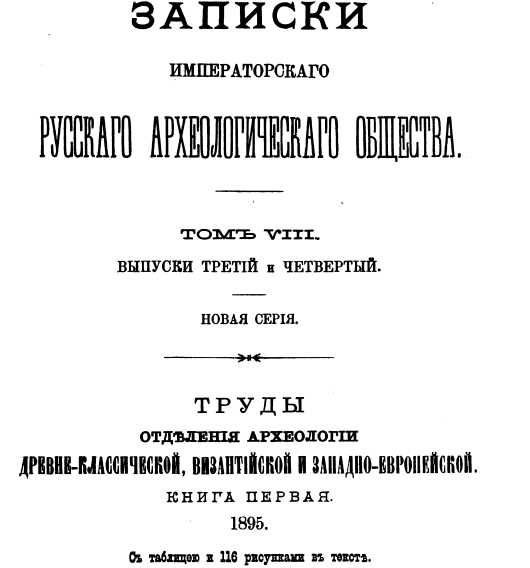 ЗАПИСКИ
ИМПЕРАТОРСКАГО
РУССКАГО АРХЕОЛОГИЧЕСКАГО ОБЩЕСТВА.
ТОМЪ VIII.
ВЫПУСКИ ТРЕТІЙ и ЧЕТВЕРТЫЙ.
НОВАЯ СЕРІЯ.
ТРУДЫ
ОТДѢЛЕНІЯ АРХЕОЛОГІИ
ДРЕВНЕ-КЛАССИЧЕСКОЙ, ВИЗАНТІЙСКОЙ И ЗАПАДНО-ЕВРОПЕЙСКОЙ.
КНИГА ПЕРВАЯ.
1895.
Съ таблицею и 116 рисунками въ текстѣ.